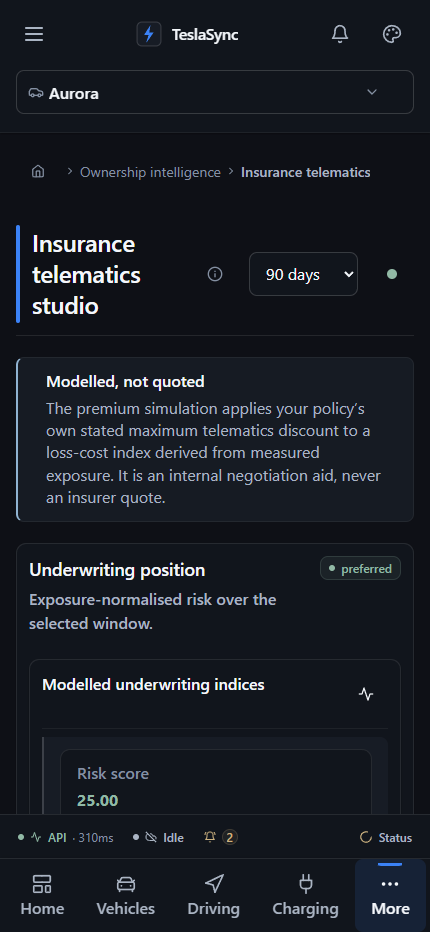 TeslaSync
Aurora
Ownership intelligence
Insurance telematics
Insurance
telematics
studio
90 days
Modelled, not quoted
The premium simulation applies your policy's
own stated maximum telematics discount to a
loss-cost index derived from measured
exposure. It is an internal negotiation aid, never
an insurer quote.
Underwriting position
preferred
Exposure-normalised risk over the
selected window.
Modelled underwriting indices
Risk score
25.00
API · 310ms
Idle
2
Status
Home
Vehicles
Driving
Charging
More